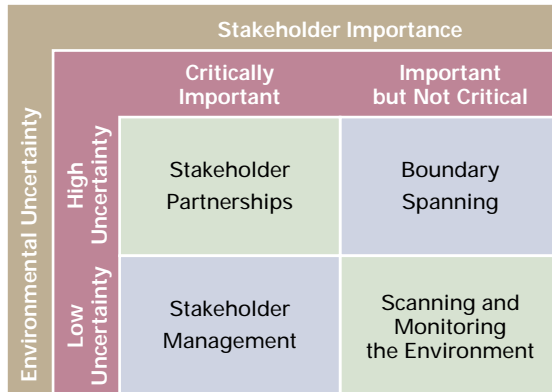 Stakeholder Importance
Critically
Important
Important
but Not Critical
Environmental Uncertainty
High
Uncertainty
Stakeholder
Partnerships
Boundary
Spanning
Low
Uncertainty
Stakeholder
Management
Scanning and
Monitoring
the Environment